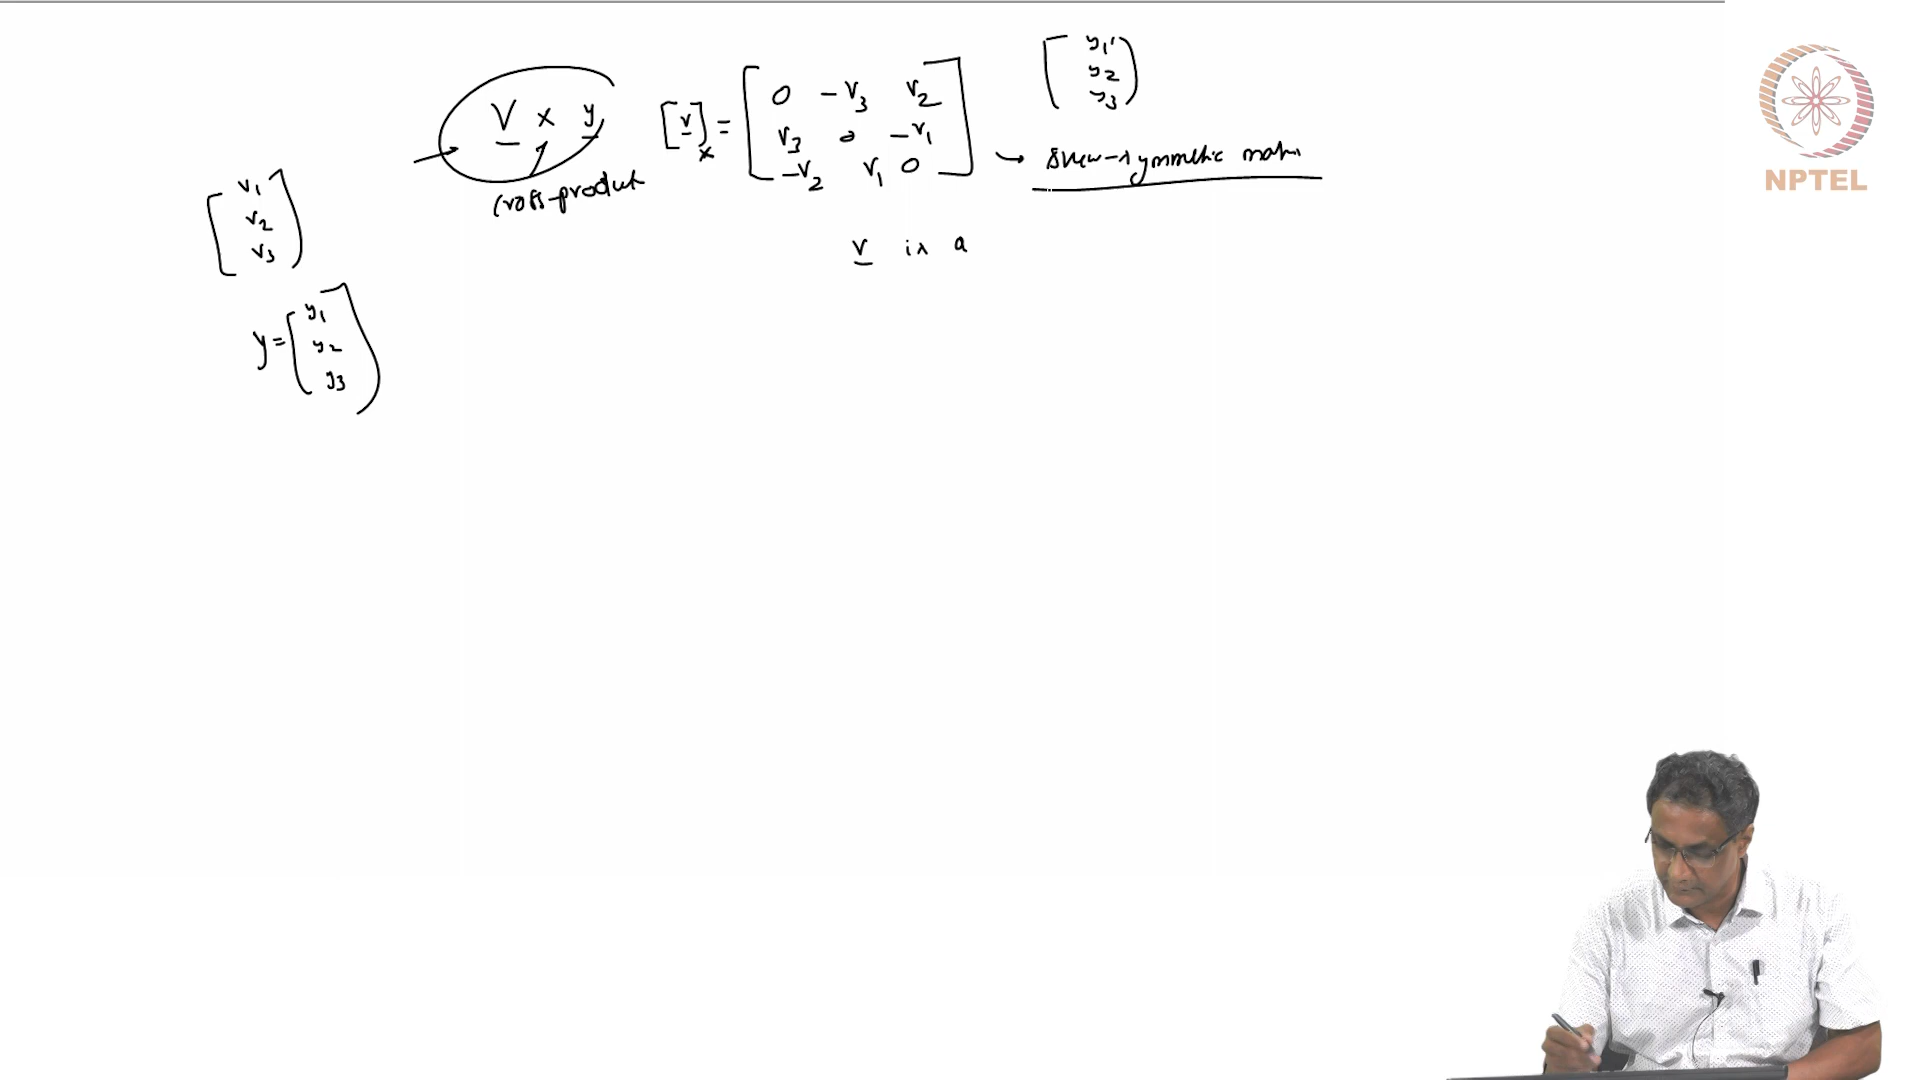 V × y
cross-product
[v]× = [ 0 -v3 v2
v3 0 -v1
-v2 v1 0 ]
[ y1
y2
y3 ]
→ skew-symmetric
[ v1
v2
v3 ]
y = [ y1
y2
y3 ]
v is a
NPTEL